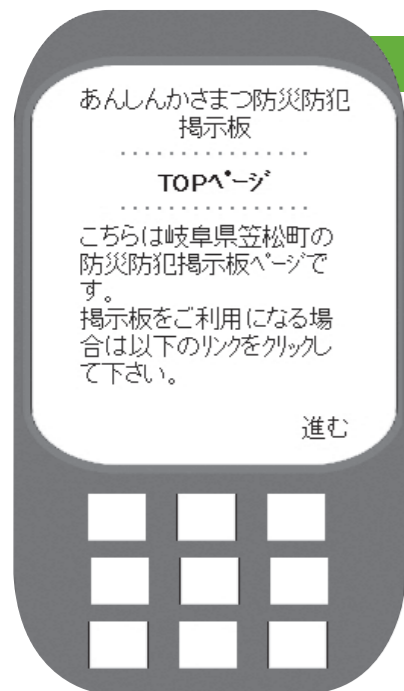 あんしんかさまつ防災防犯
掲示板
TOPﾍﾟｰｼﾞ
こちらは岐阜県笠松町の
防災防犯掲示板ﾍﾟｰｼﾞで
す。
掲示板をご利用になる場
合は以下のﾘﾝｸをｸﾘｯｸし
て下さい。
進む